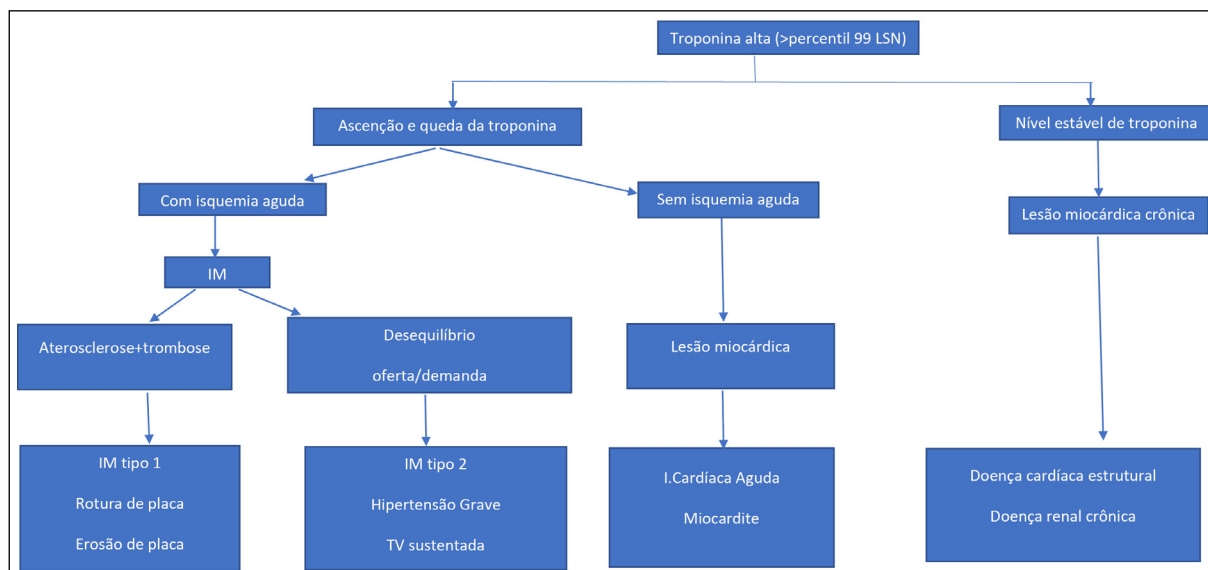 Troponina alta (>percentil 99 LSN)
Ascenção e queda da troponina
Nível estável de troponina
Com isquemia aguda
Sem isquemia aguda
Lesão miocárdica crônica
IM
Aterosclerose+trombose
Desequilíbrio
oferta/demanda
Lesão miocárdica
IM tipo 1
Rotura de placa
Erosão de placa
IM tipo 2
Hipertensão Grave
TV sustentada
I.Cardíaca Aguda
Miocardite
Doença cardíaca estrutural
Doença renal crônica